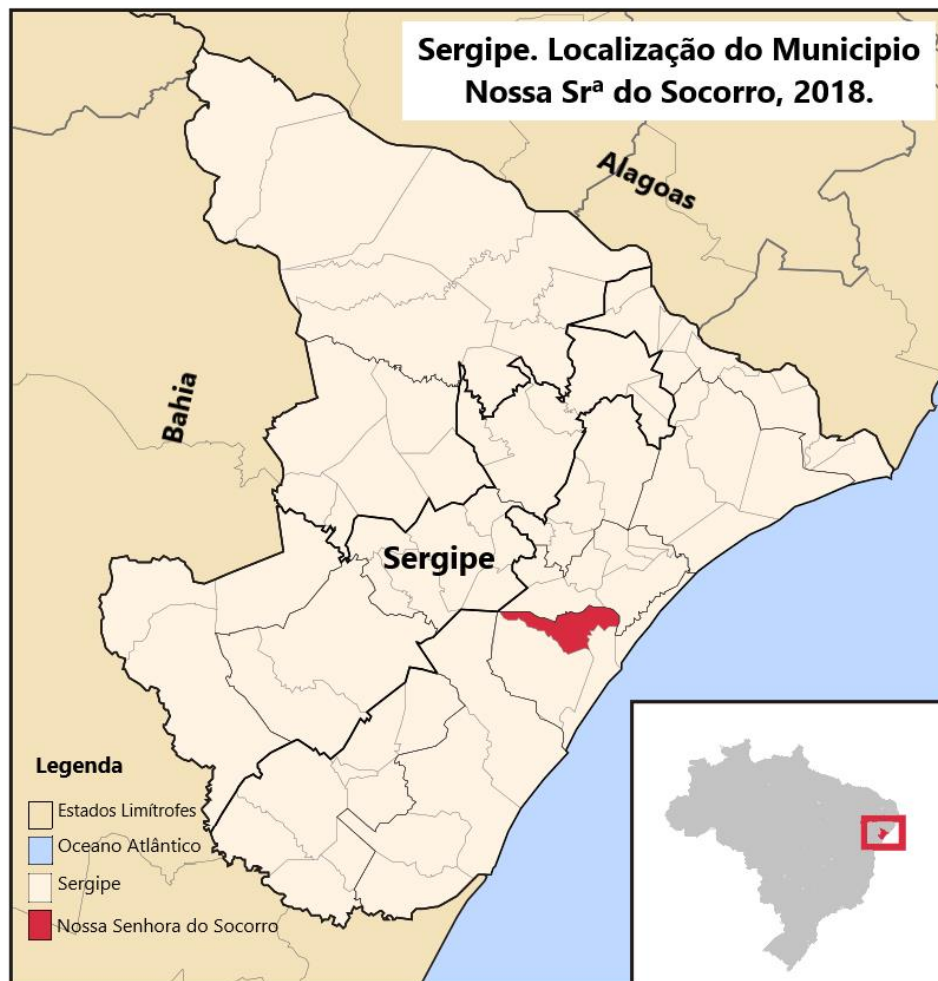 Sergipe. Localização do Municipio
Nossa Srª do Socorro, 2018.
Alagoas
Bahia
Sergipe
Legenda
Estados Limítrofes
Oceano Atlântico
Sergipe
Nossa Senhora do Socorro